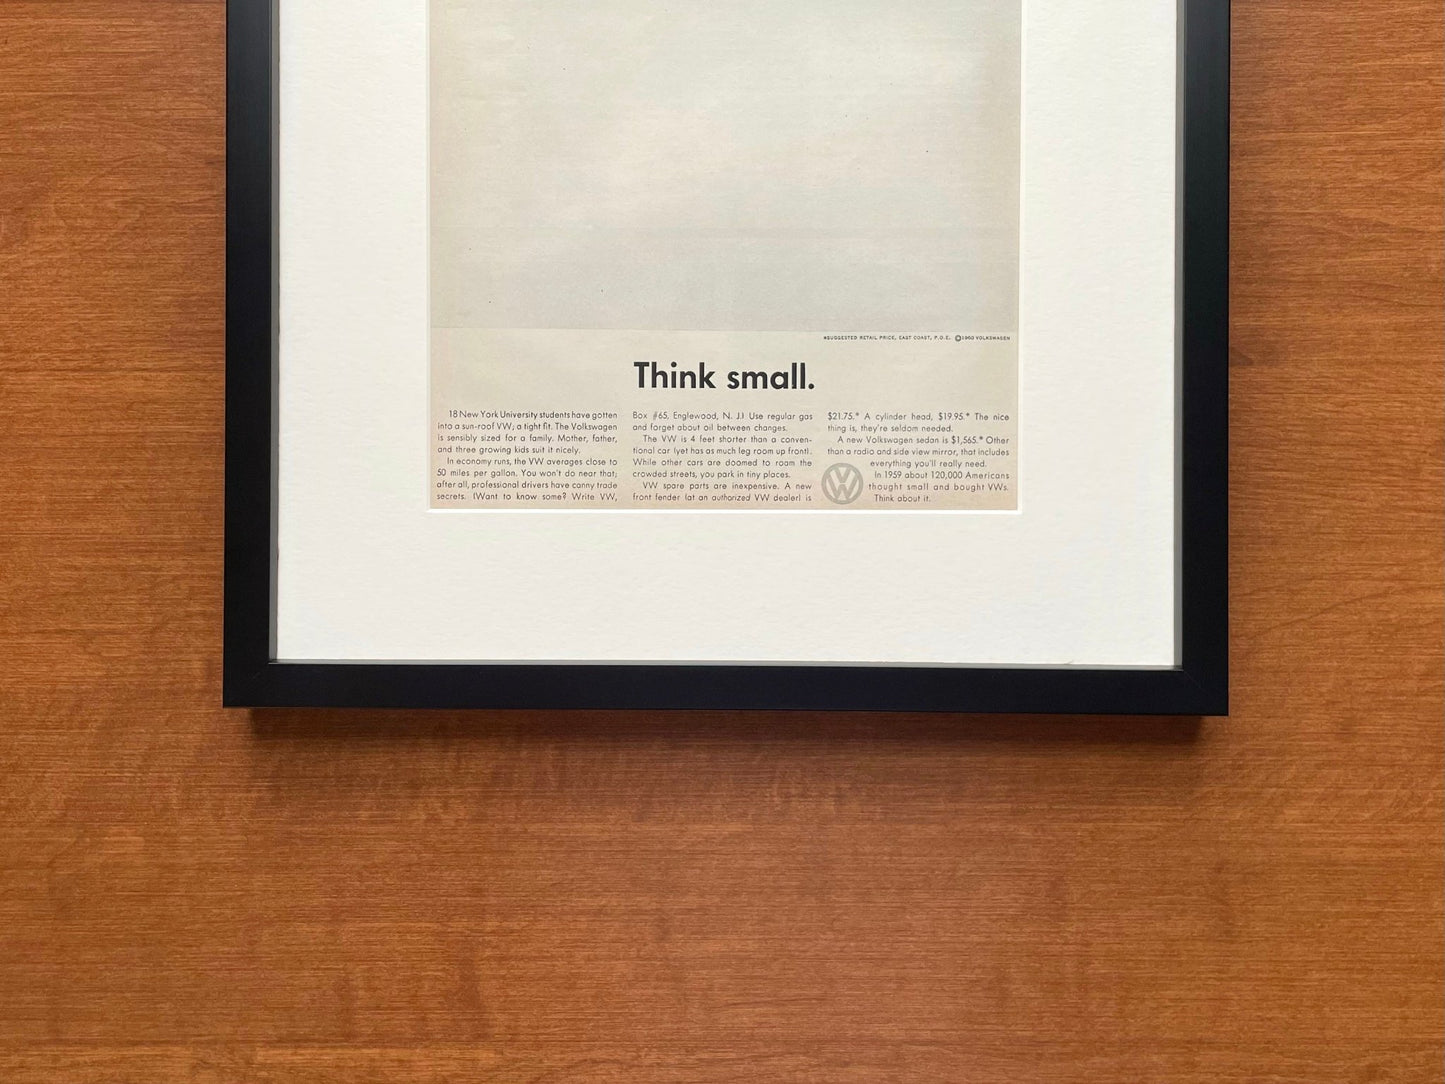 *SUGGESTED RETAIL PRICE, EAST COAST, P.O.E. ©1960 VOLKSWAGEN
Think small.
18 New York University students have gotten
into a sun-roof VW; a tight fit. The Volkswagen
is sensibly sized for a family. Mother, father,
and three growing kids suit it nicely.
In economy runs, the VW averages close to
50 miles per gallon. You won't do near that;
after all, professional drivers have canny trade
secrets. (Want to know some? Write VW,
Box #65, Englewood, N. J.) Use regular gas
and forget about oil between changes.
The VW is 4 feet shorter than a conven-
tional car (yet has as much leg room up front).
While other cars are doomed to roam the
crowded streets, you park in tiny places.
VW spare parts are inexpensive. A new
front fender (at an authorized VW dealer) is
$21.75.* A cylinder head, $19.95.* The nice
thing is, they're seldom needed.
A new Volkswagen sedan is $1,565.* Other
than a radio and side view mirror, that includes
everything you'll really need.
In 1959 about 120,000 Americans
thought small and bought VWs.
Think about it.
VW